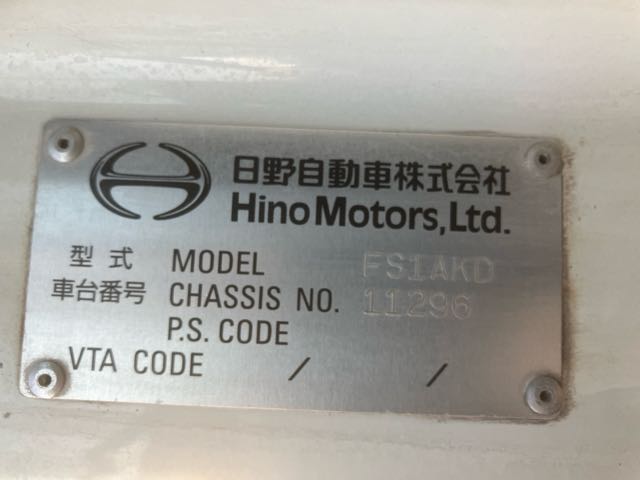 日野自動車株式会社
Hino Motors, Ltd.
型式 MODEL FS1AKD
車台番号 CHASSIS NO. 11296
P.S. CODE
VTA CODE / /